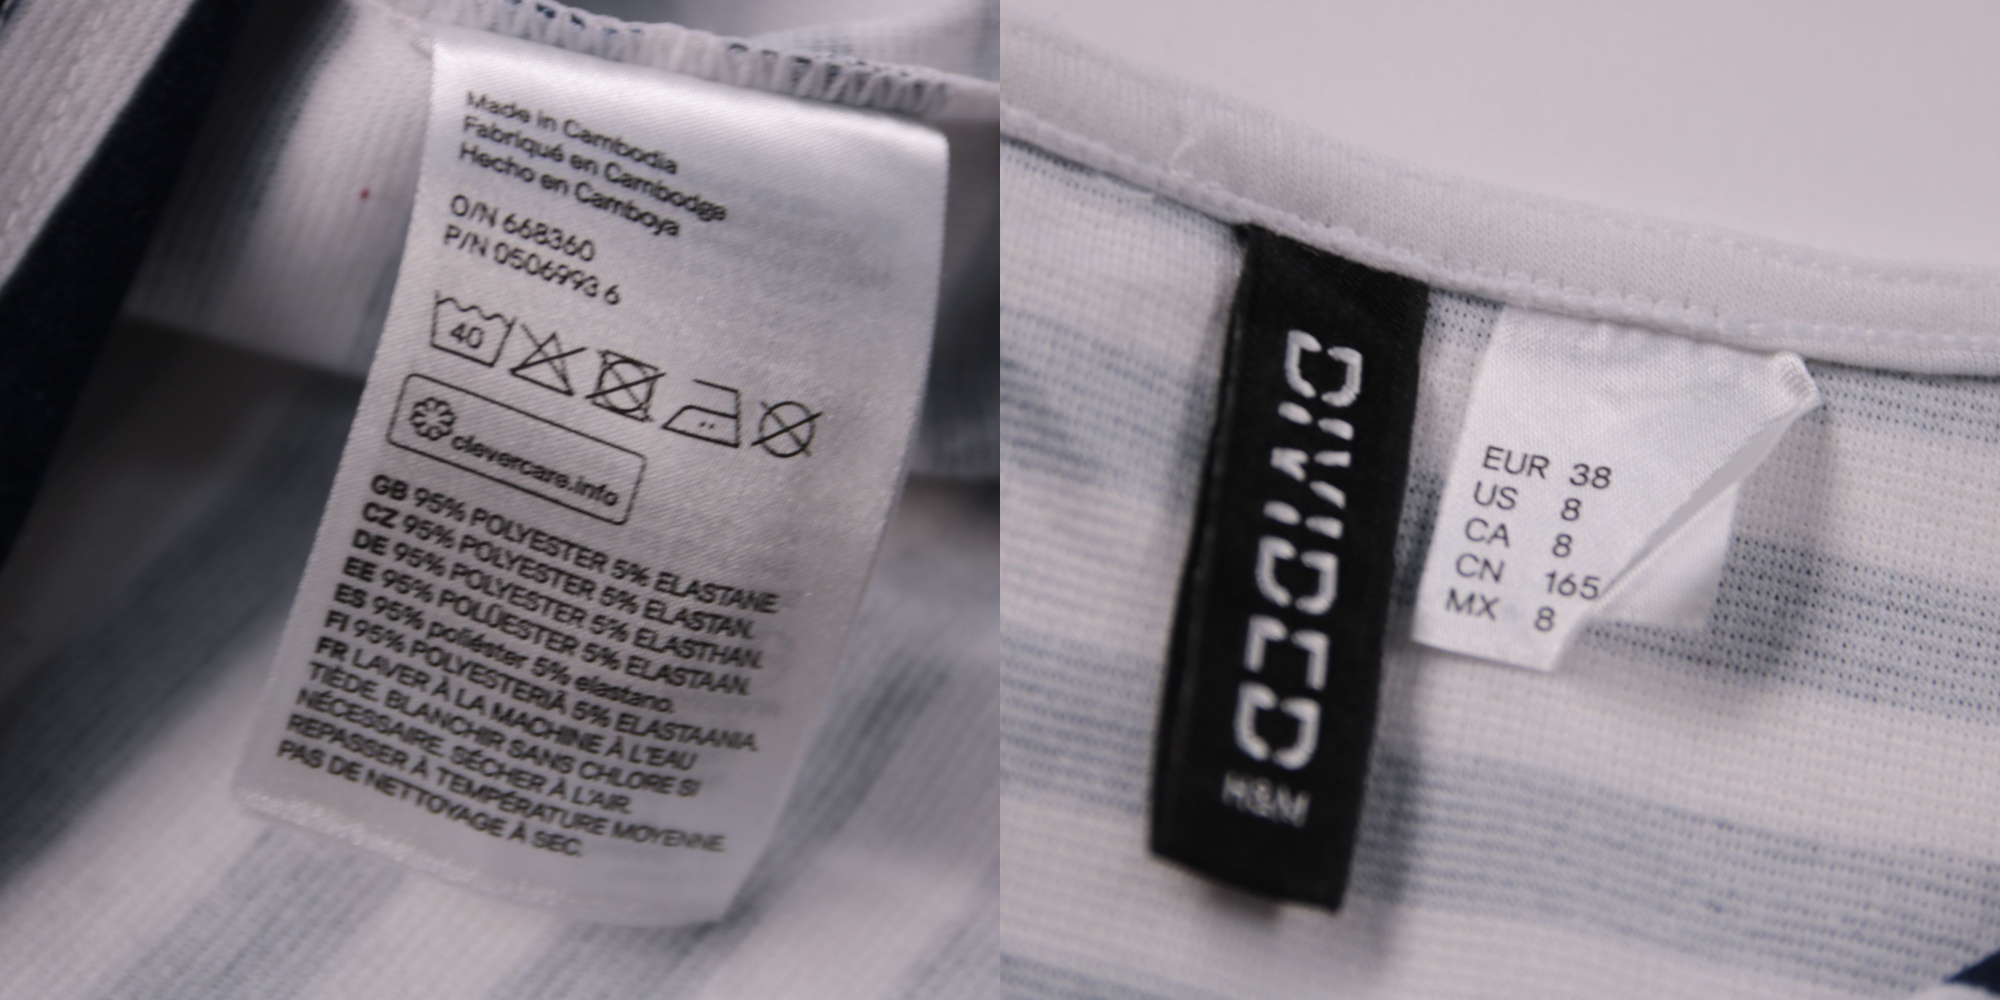 Made in Cambodia
Fabriqué en Cambodge
Hecho en Camboya
O/N 668360
P/N 0506993 6
40
clevercare.info
GB 95% POLYESTER 5% ELASTANE
CZ 95% POLYESTER 5% ELASTAN.
DE 95% POLYESTER 5% ELASTHAN.
EE 95% POLÜESTER 5% ELASTAAN.
ES 95% poliéster 5% elastano.
FI 95% POLYESTERIÄ 5% ELASTAANIA.
FR LAVER À LA MACHINE À L'EAU
TIÈDE. BLANCHIR SANS CHLORE SI
NÉCESSAIRE. SÉCHER À L'AIR.
REPASSER À TEMPÉRATURE MOYENNE.
PAS DE NETTOYAGE À SEC.
DIVIDED
H&M
EUR 38
US 8
CA 8
CN 165
MX 8